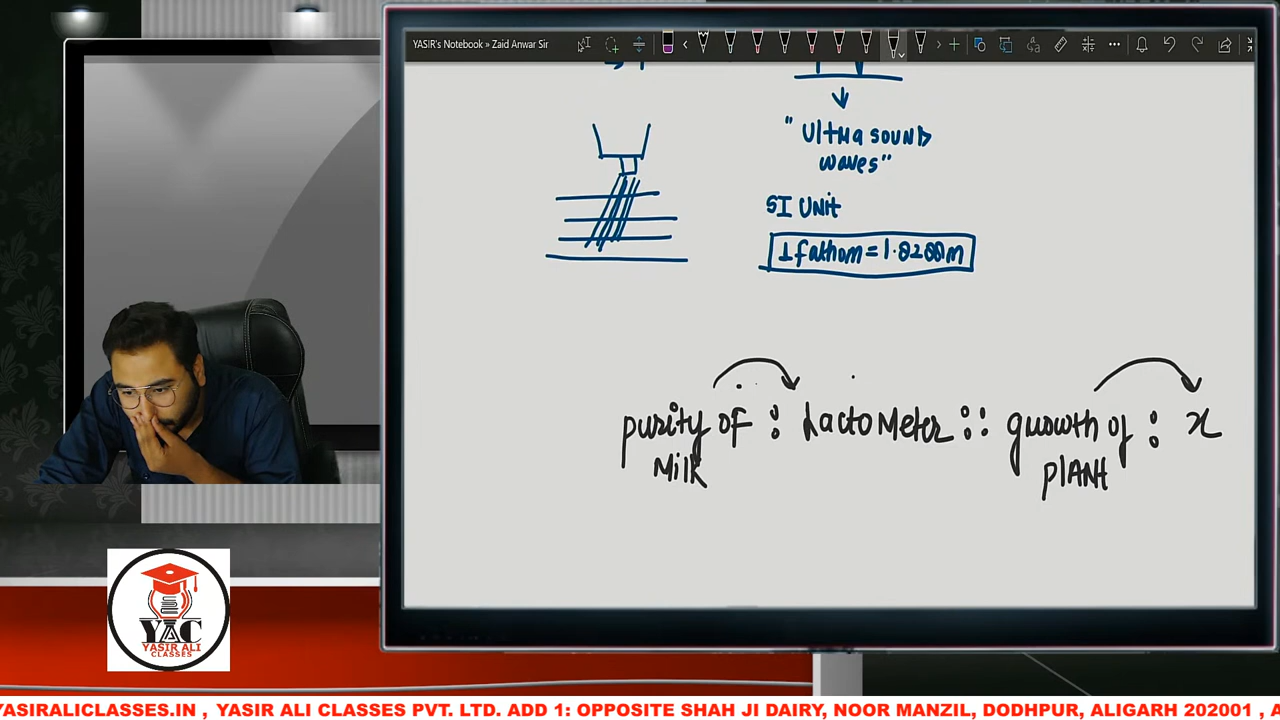 YASIR's Notebook » Zaid Anwar Sir
"Ultra sound
waves"
SI Unit
1 fathom = 1.8288m
purity of : Lactometer :: growth of : x
Milk
plant
YAC
YASIR ALI
CLASSES
YASIRALICLASSES.IN , YASIR ALI CLASSES PVT. LTD. ADD 1: OPPOSITE SHAH JI DAIRY, NOOR MANZIL, DODHPUR, ALIGARH 202001 ,